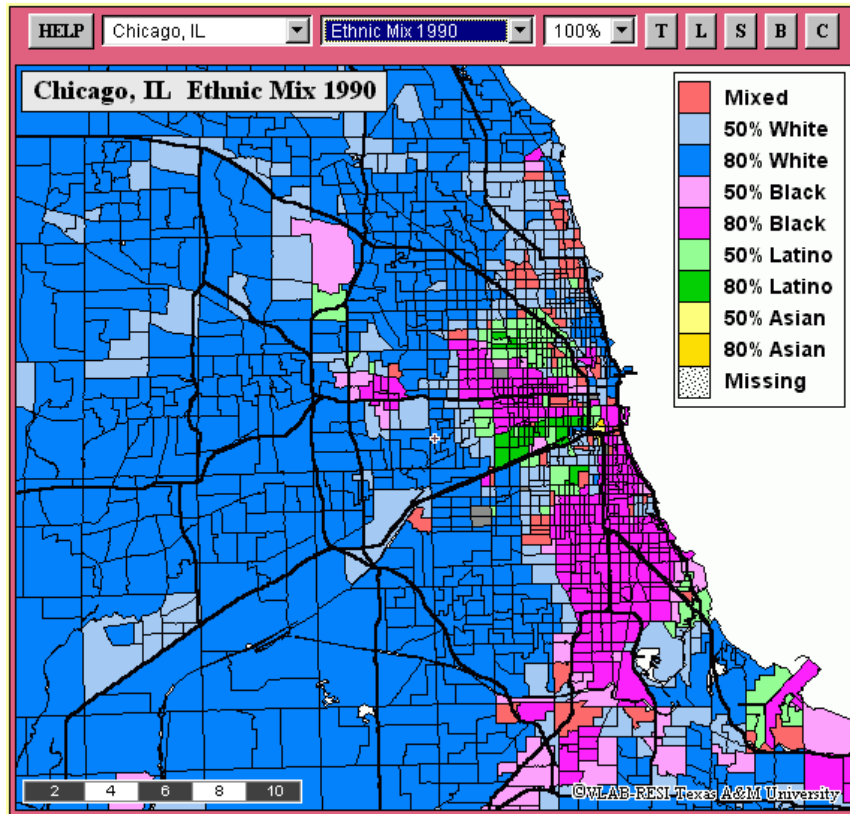 HELP Chicago, IL Ethnic Mix 1990 100% T L S B C
Chicago, IL Ethnic Mix 1990
Mixed
50% White
80% White
50% Black
80% Black
50% Latino
80% Latino
50% Asian
80% Asian
Missing
2 4 6 8 10
©VLAB-RESI Texas A&M University